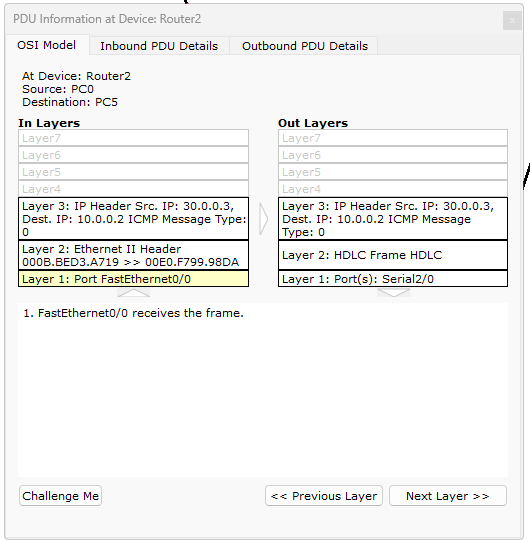 PDU Information at Device: Router2
x
OSI Model
Inbound PDU Details
Outbound PDU Details
At Device: Router2
Source: PC0
Destination: PC5
In Layers
Layer7
Layer6
Layer5
Layer4
Layer 3: IP Header Src. IP: 30.0.0.3,
Dest. IP: 10.0.0.2 ICMP Message Type:
0
Layer 2: Ethernet II Header
000B.BED3.A719 >> 00E0.F799.98DA
Layer 1: Port FastEthernet0/0
Out Layers
Layer7
Layer6
Layer5
Layer4
Layer 3: IP Header Src. IP: 30.0.0.3,
Dest. IP: 10.0.0.2 ICMP Message
Type: 0
Layer 2: HDLC Frame HDLC
Layer 1: Port(s): Serial2/0
1. FastEthernet0/0 receives the frame.
Challenge Me
<< Previous Layer
Next Layer >>